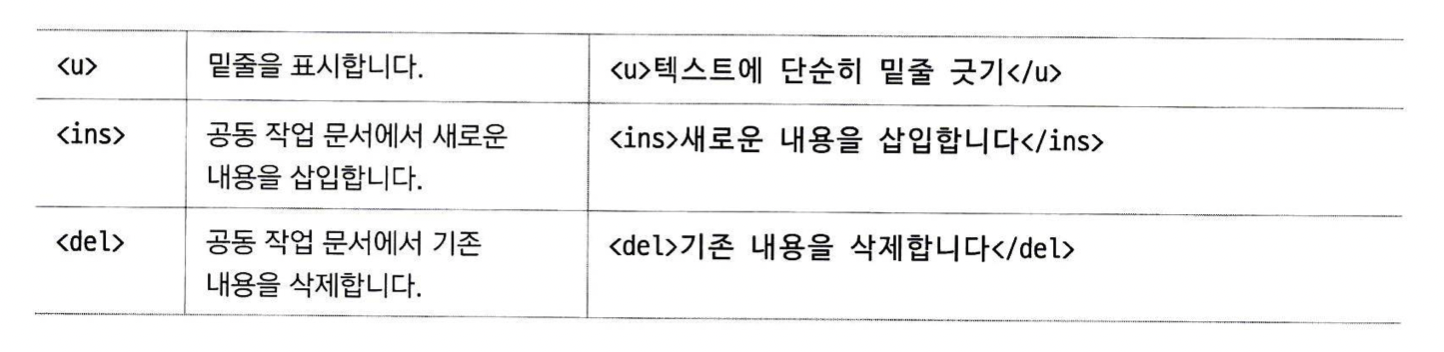 <u> 밑줄을 표시합니다. <u>텍스트에 단순히 밑줄 긋기</u>
<ins> 공동 작업 문서에서 새로운 <ins>새로운 내용을 삽입합니다</ins>
내용을 삽입합니다.
<del> 공동 작업 문서에서 기존 <del>기존 내용을 삭제합니다</del>
내용을 삭제합니다.